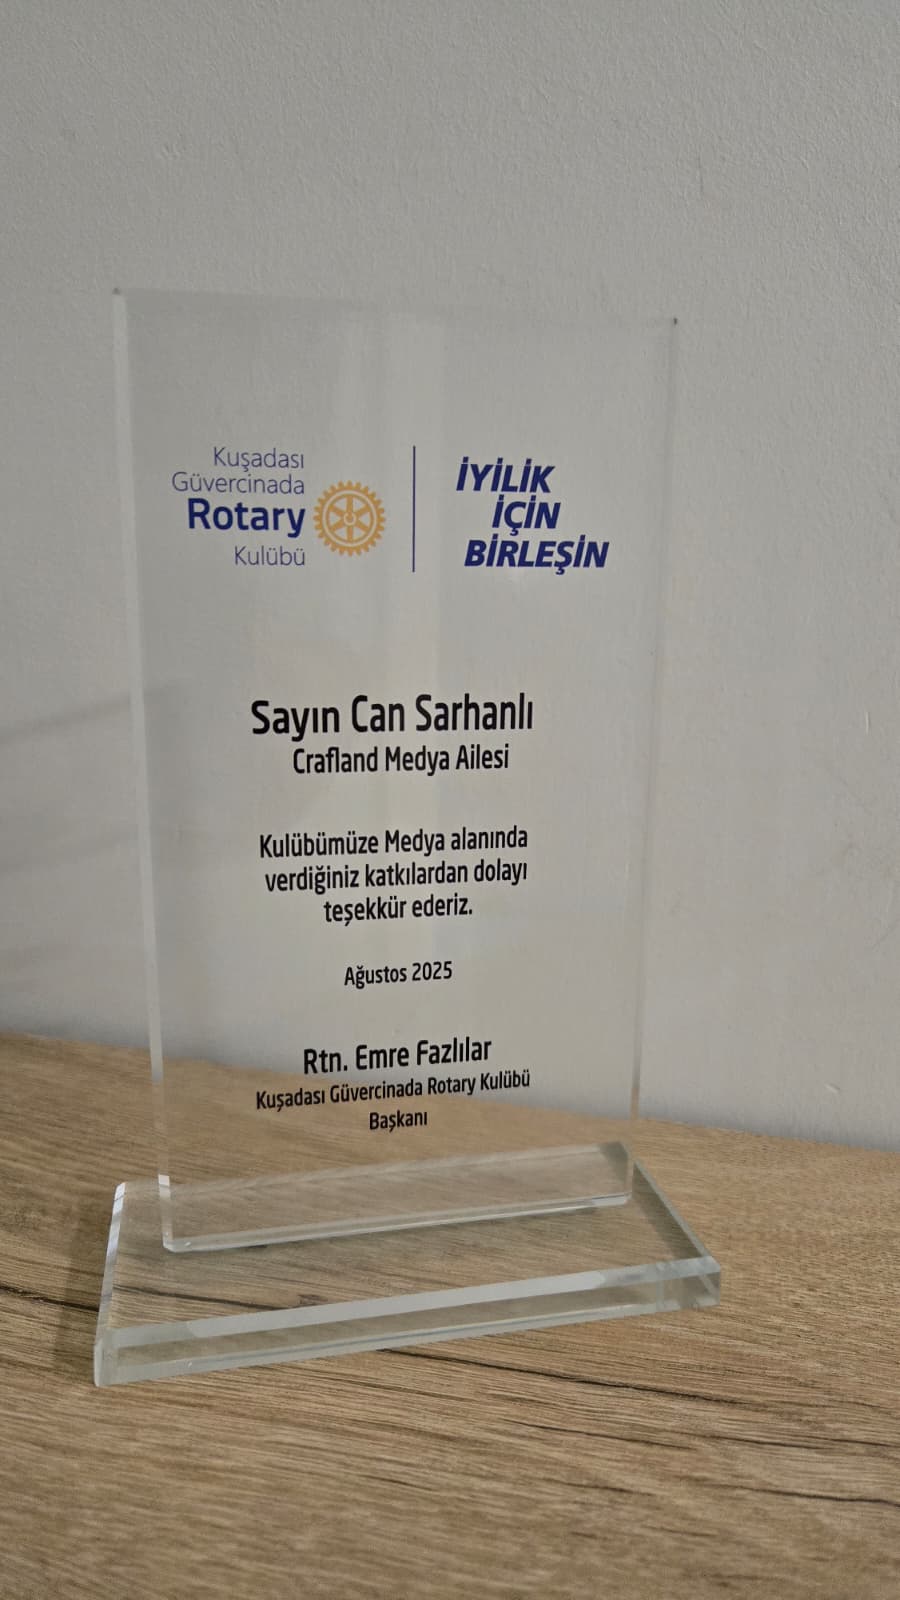 Kuşadası
Güvercinada
Rotary
Kulübü
İYİLİK
İÇİN
BİRLEŞİN
Sayın Can Sarhanlı
Crafland Medya Ailesi
Kulübümüze Medya alanında
verdiğiniz katkılardan dolayı
teşekkür ederiz.
Ağustos 2025
Rtn. Emre Fazlılar
Kuşadası Güvercinada Rotary Kulübü
Başkanı